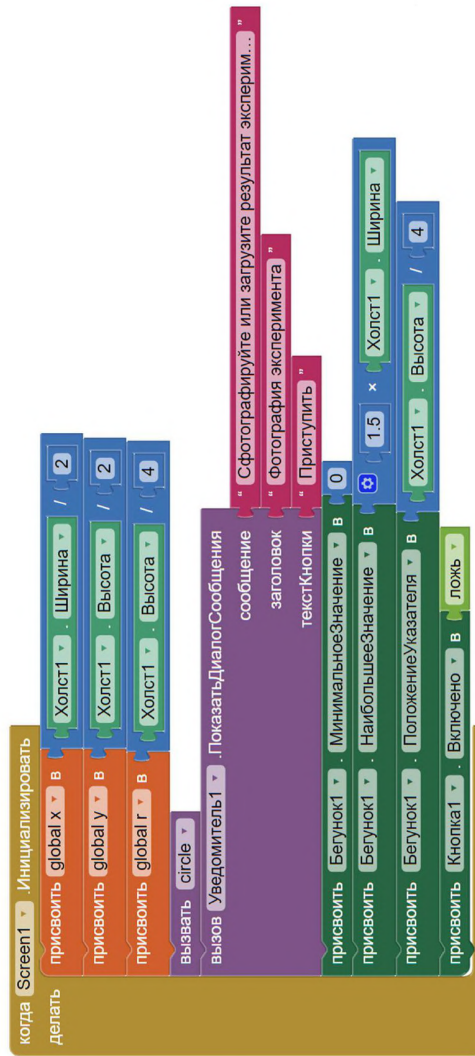 когда Screen1 .Инициализировать
делать
присвоить global x в Холст1 . Ширина / 2
присвоить global y в Холст1 . Высота / 2
присвоить global r в Холст1 . Высота / 4
вызвать circle
вызов Уведомитель1 .ПоказатьДиалогСообщения
сообщение “ Сфотографируйте или загрузите результат эксперим... ”
заголовок “ Фотография эксперимента ”
текстКнопки “ Приступить ”
присвоить Бегунок1 . МинимальноеЗначение в 0
присвоить Бегунок1 . НаибольшееЗначение в 1.5 × Холст1 . Ширина
присвоить Бегунок1 . ПоложениеУказателя в Холст1 . Высота / 4
присвоить Кнопка1 . Включено в ложь